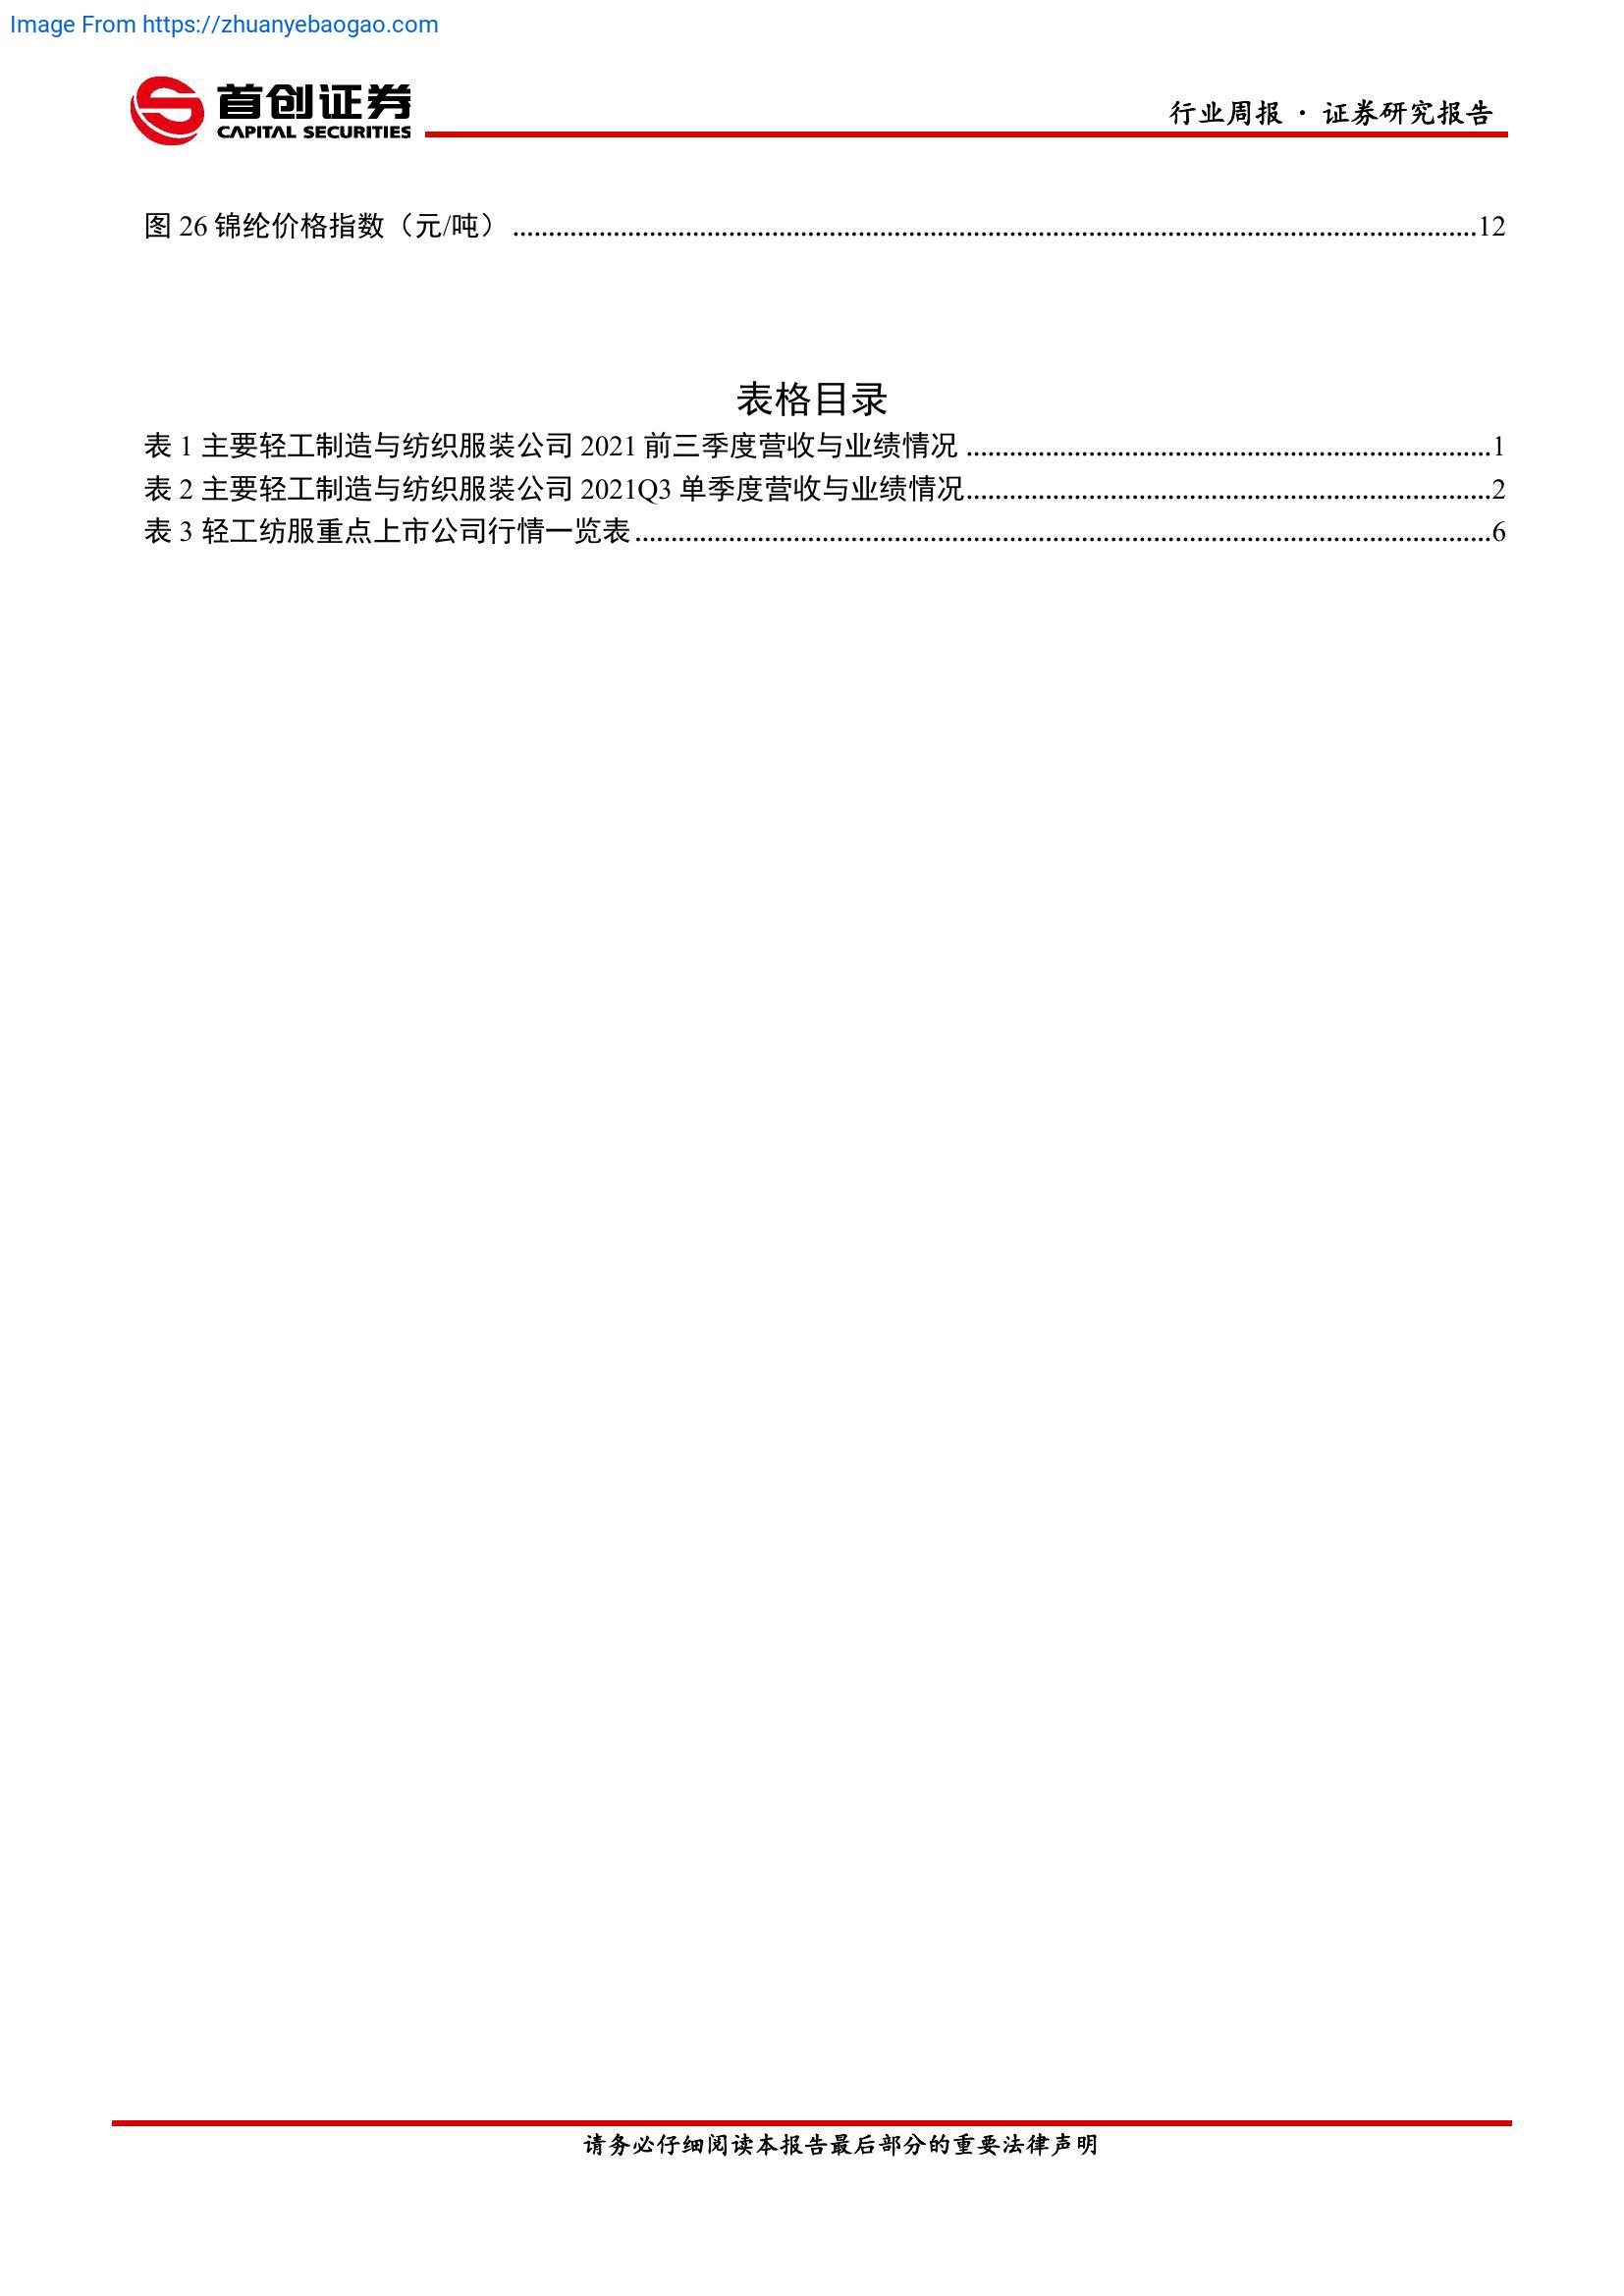 Image From https://zhuanyebaogao.com
首创证券
CAPITAL SECURITIES
行业周报 · 证券研究报告
图 26 锦纶价格指数（元/吨） ........................................................................................................................................12
表格目录
表 1 主要轻工制造与纺织服装公司 2021 前三季度营收与业绩情况 ..........................................................................1
表 2 主要轻工制造与纺织服装公司 2021Q3 单季度营收与业绩情况..........................................................................2
表 3 轻工纺服重点上市公司行情一览表........................................................................................................................6
请务必仔细阅读本报告最后部分的重要法律声明